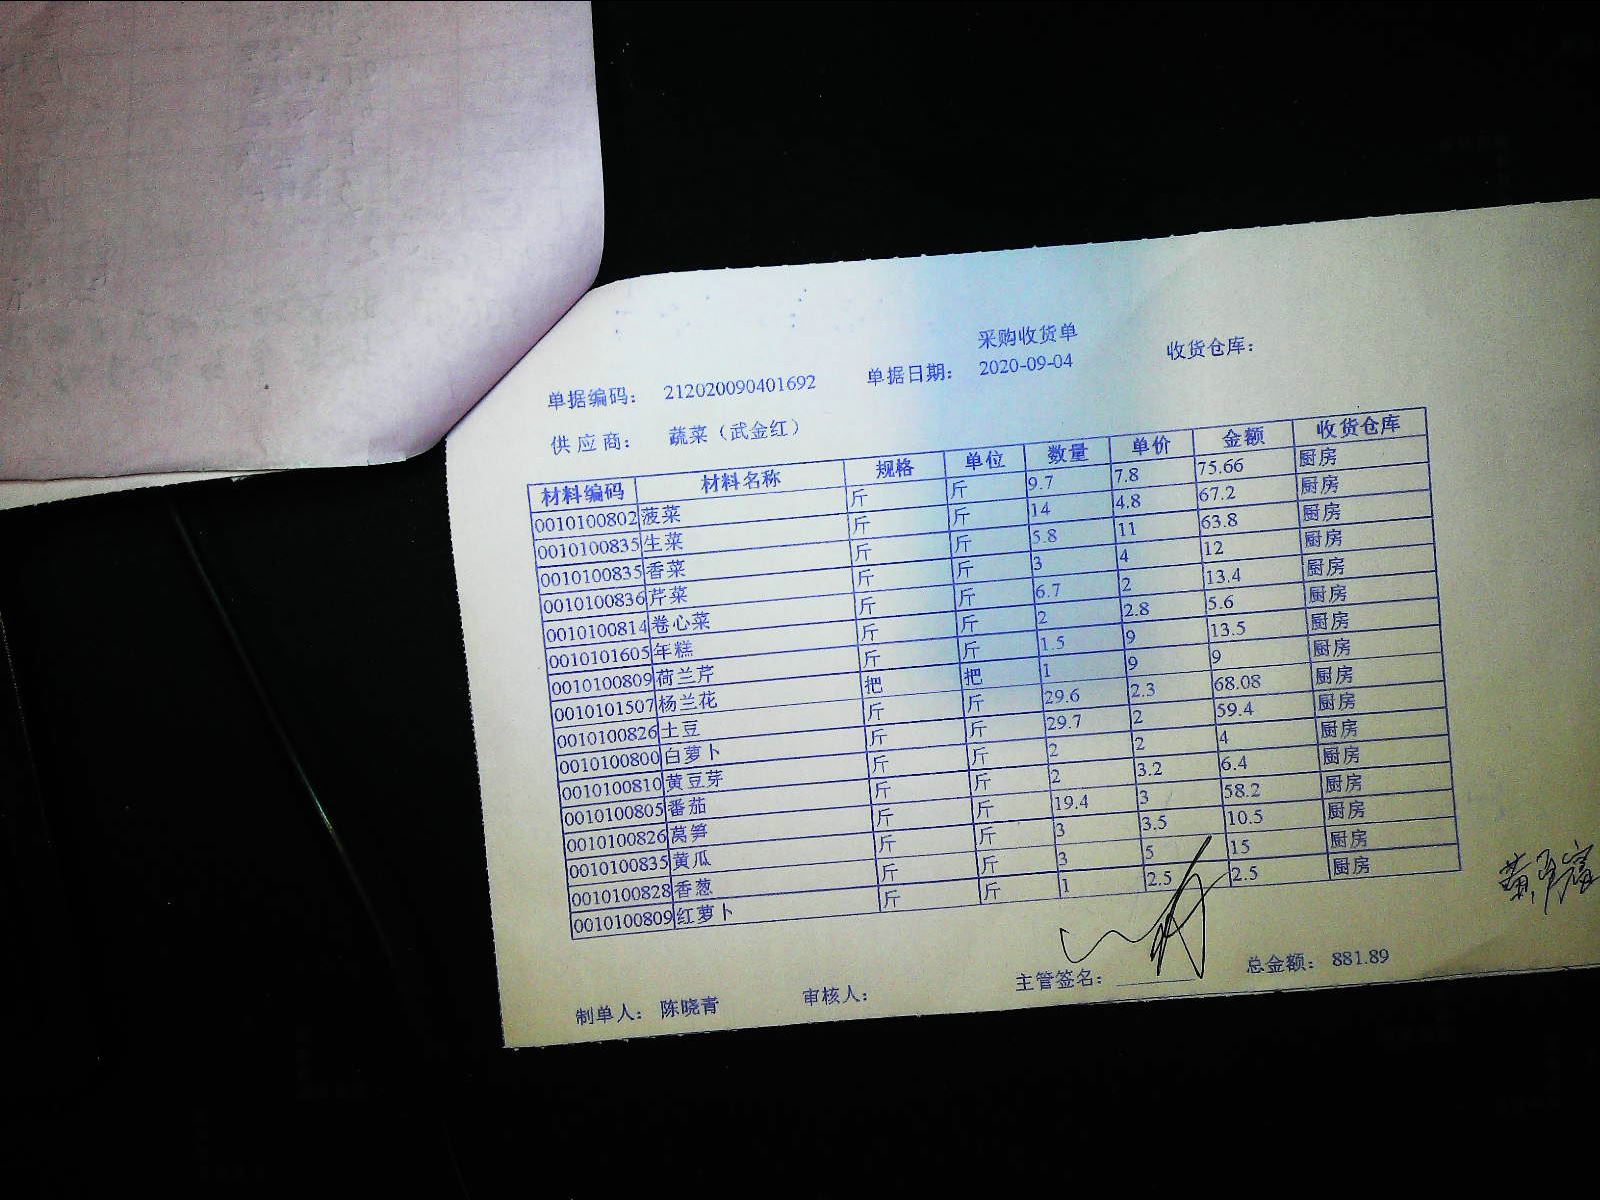 采购收货单
单据编码： 212020090401692 单据日期： 2020-09-04 收货仓库：
供应商： 蔬菜（武金红）
材料编码 材料名称 规格 单位 数量 单价 金额 收货仓库
0010100802 菠菜 斤 斤 9.7 7.8 75.66 厨房
0010100835 生菜 斤 斤 14 4.8 67.2 厨房
0010100835 香菜 斤 斤 5.8 11 63.8 厨房
0010100836 芹菜 斤 斤 3 4 12 厨房
0010100814 卷心菜 斤 斤 6.7 2 13.4 厨房
0010101605 年糕 斤 斤 2 2.8 5.6 厨房
0010100809 荷兰芹 斤 斤 1.5 9 13.5 厨房
0010101507 杨兰花 把 把 1 9 9 厨房
0010100826 土豆 斤 斤 29.6 2.3 68.08 厨房
0010100800 白萝卜 斤 斤 29.7 2 59.4 厨房
0010100810 黄豆芽 斤 斤 2 2 4 厨房
0010100805 番茄 斤 斤 2 3.2 6.4 厨房
0010100826 莴笋 斤 斤 19.4 3 58.2 厨房
0010100835 黄瓜 斤 斤 3 3.5 10.5 厨房
0010100828 香葱 斤 斤 3 5 15 厨房
0010100809 红萝卜 斤 斤 1 2.5 2.5 厨房
制单人： 陈晓青 审核人： 主管签名： 总金额： 881.89